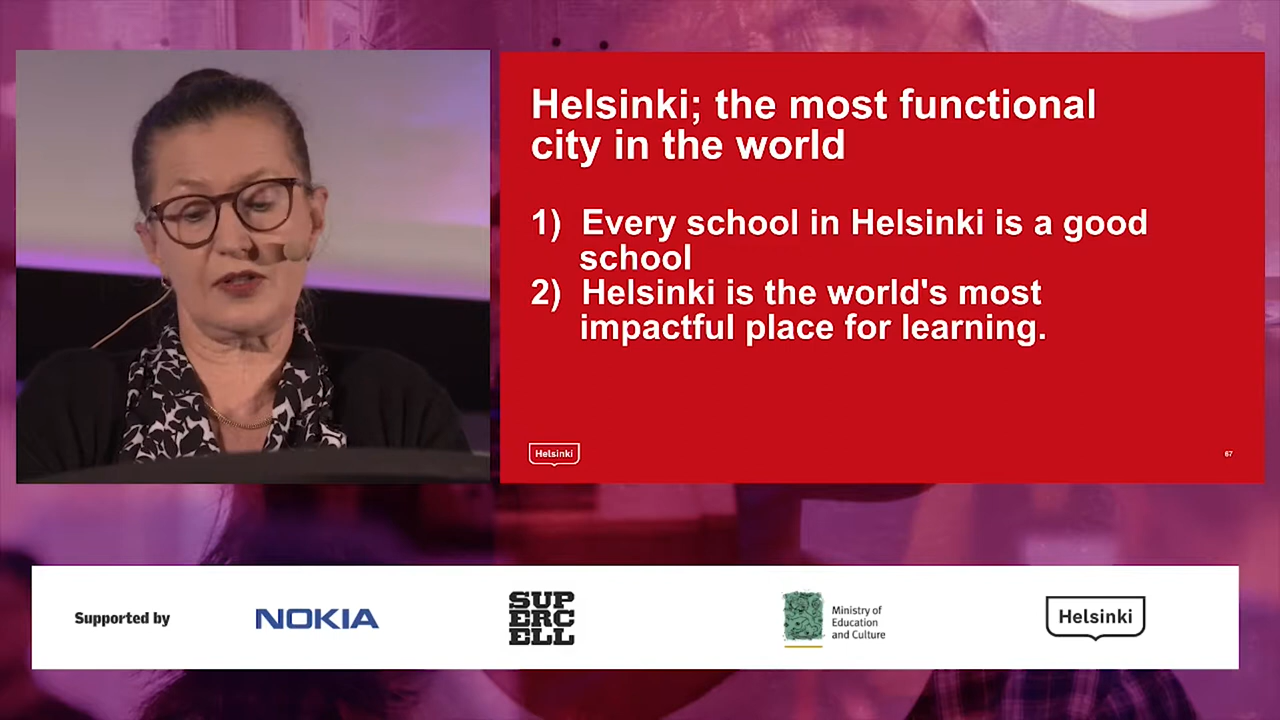 Helsinki; the most functional
city in the world
1) Every school in Helsinki is a good
school
2) Helsinki is the world's most
impactful place for learning.
Helsinki
67
Supported by
NOKIA
SUP
ERC
ELL
Ministry of
Education
and Culture
Helsinki